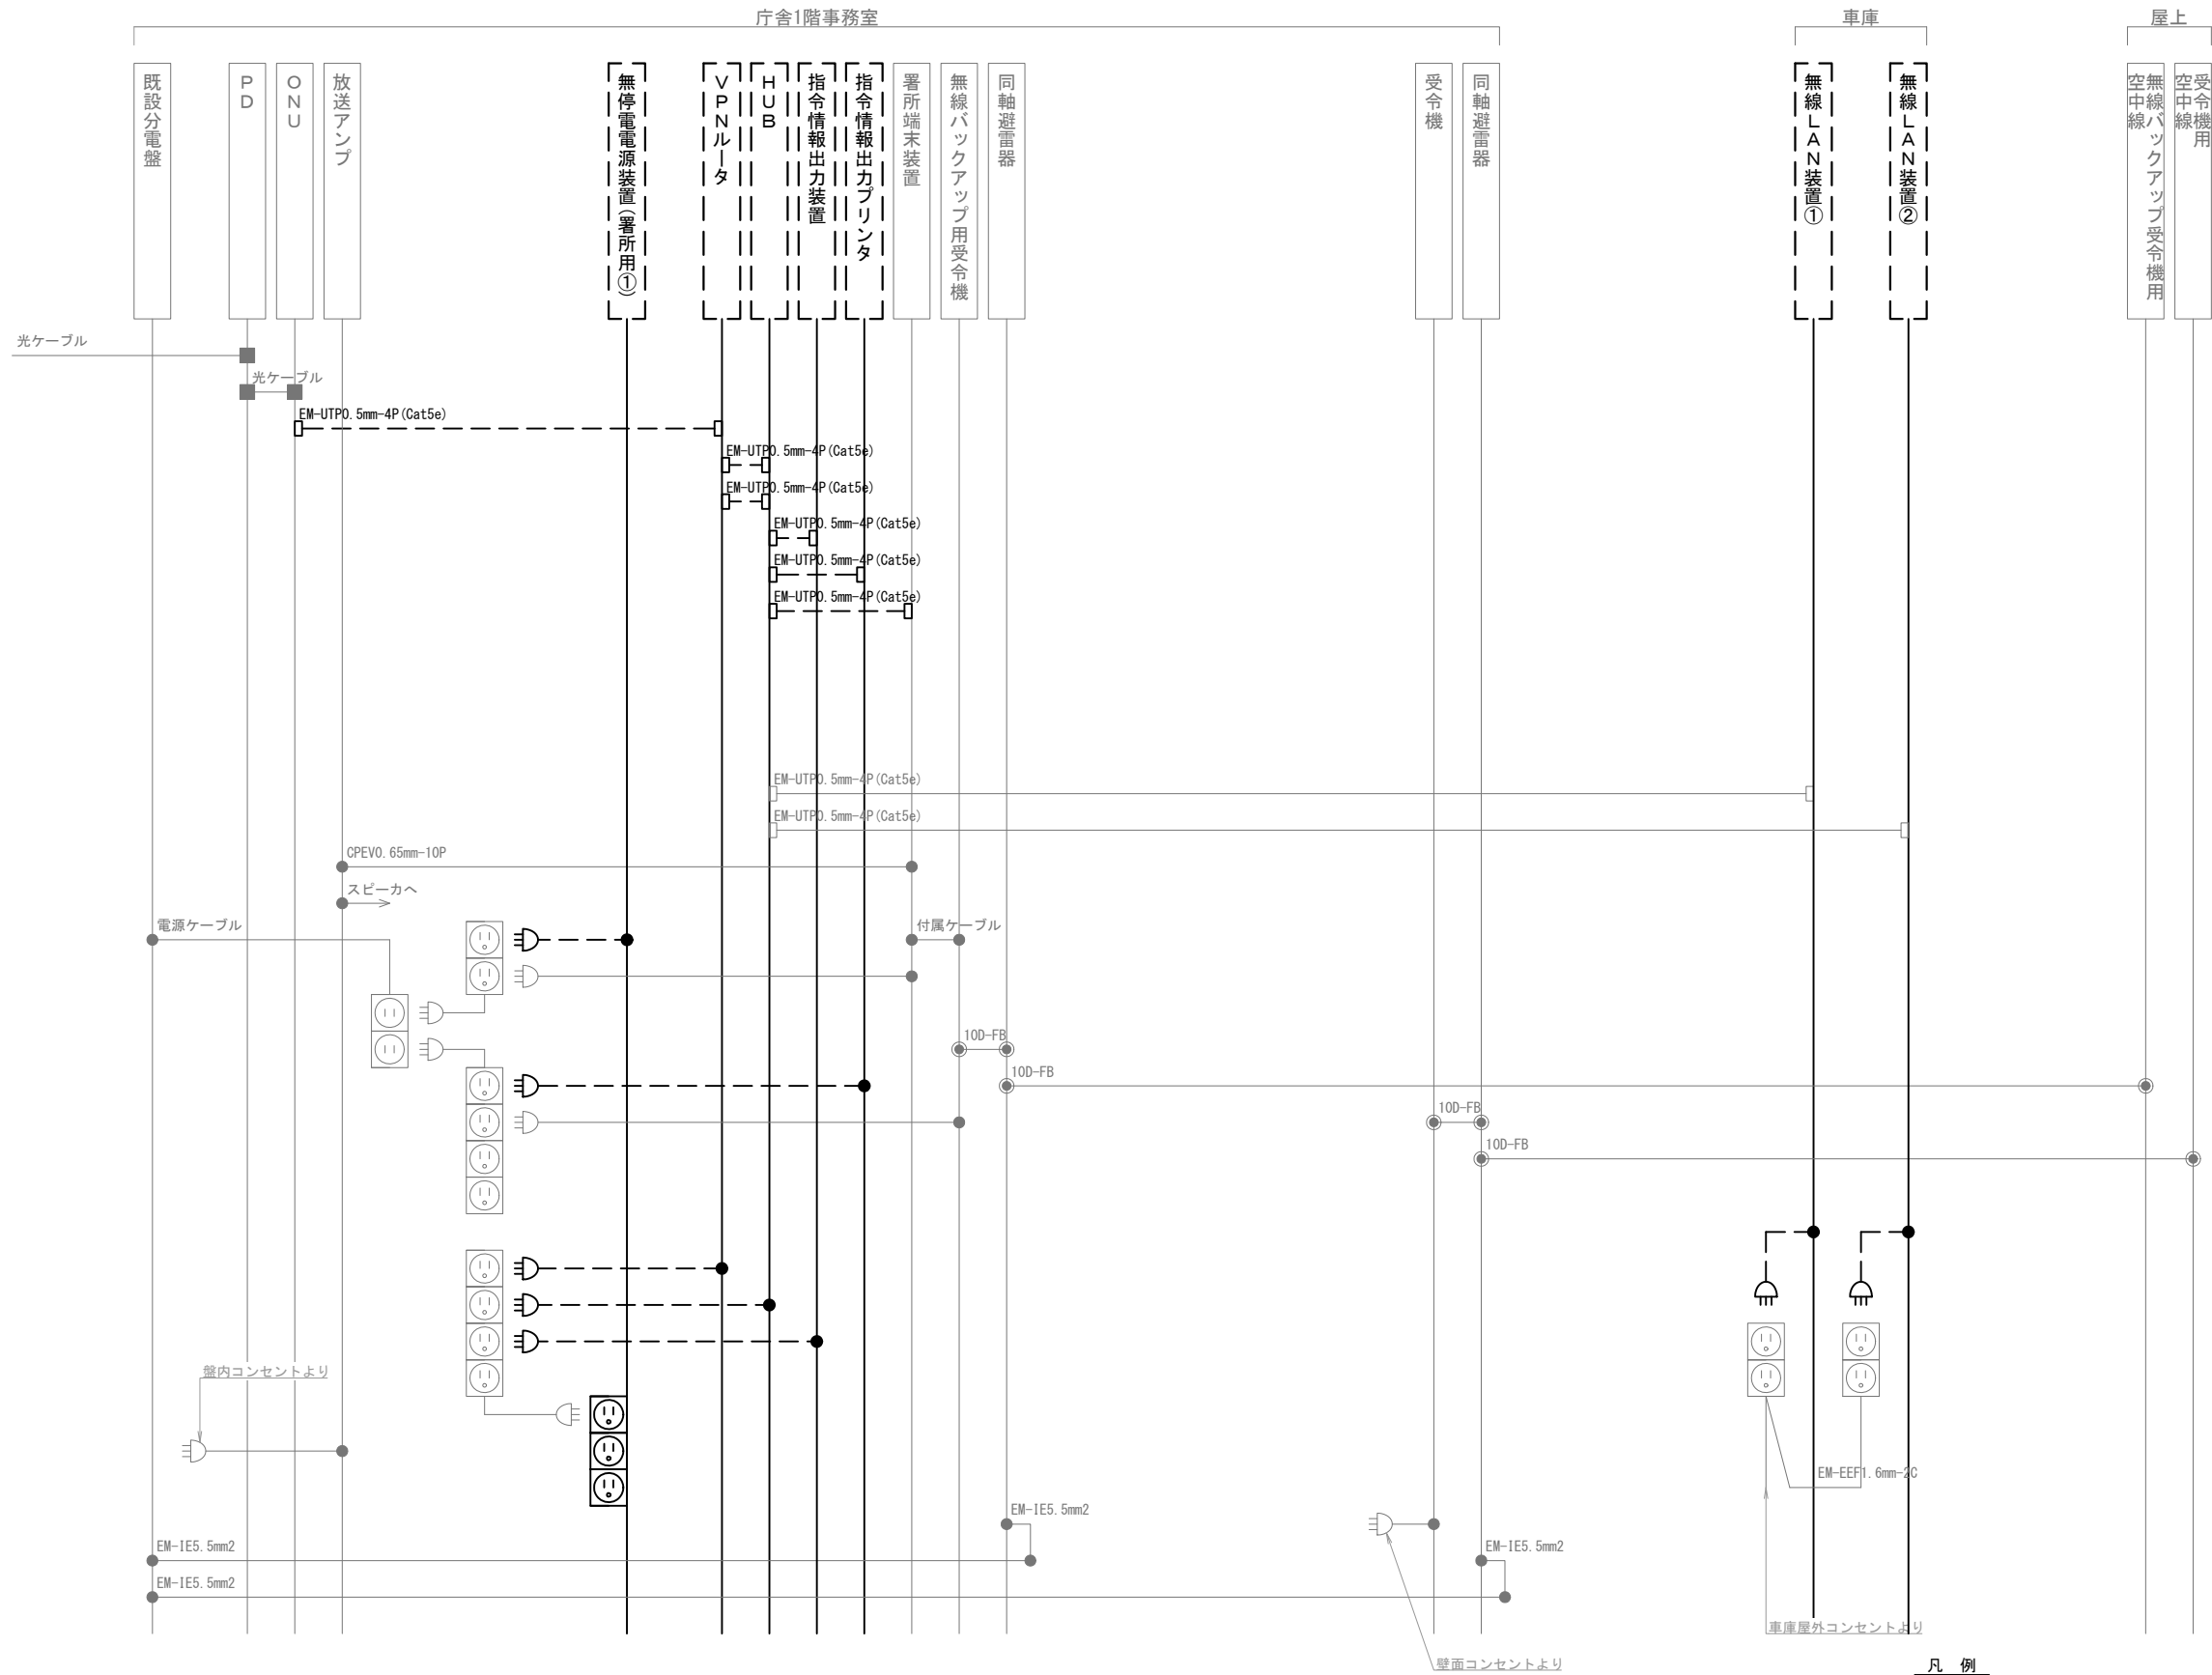 庁舎1階事務室
車庫
屋上
既設分電盤
PD
ONU
放送アンプ
無停電電源装置(署所用①)
VPNルータ
HUB
指令情報出力装置
指令情報出力プリンタ
署所端末装置
無線バックアップ用受令機
同軸避雷器
受令機
同軸避雷器
無線LAN装置①
無線LAN装置②
無線バックアップ受令機用
空中線
受令機用
空中線
光ケーブル
光ケーブル
EM-UTP0.5mm-4P(Cat5e)
EM-UTP0.5mm-4P(Cat5e)
EM-UTP0.5mm-4P(Cat5e)
EM-UTP0.5mm-4P(Cat5e)
EM-UTP0.5mm-4P(Cat5e)
EM-UTP0.5mm-4P(Cat5e)
EM-UTP0.5mm-4P(Cat5e)
EM-UTP0.5mm-4P(Cat5e)
CPEV0.65mm-10P
スピーカへ
電源ケーブル
付属ケーブル
10D-FB
10D-FB
10D-FB
10D-FB
盤内コンセントより
EM-EEF1.6mm-2C
EM-IE5.5mm2
EM-IE5.5mm2
EM-IE5.5mm2
EM-IE5.5mm2
車庫屋外コンセントより
壁面コンセントより
凡 例